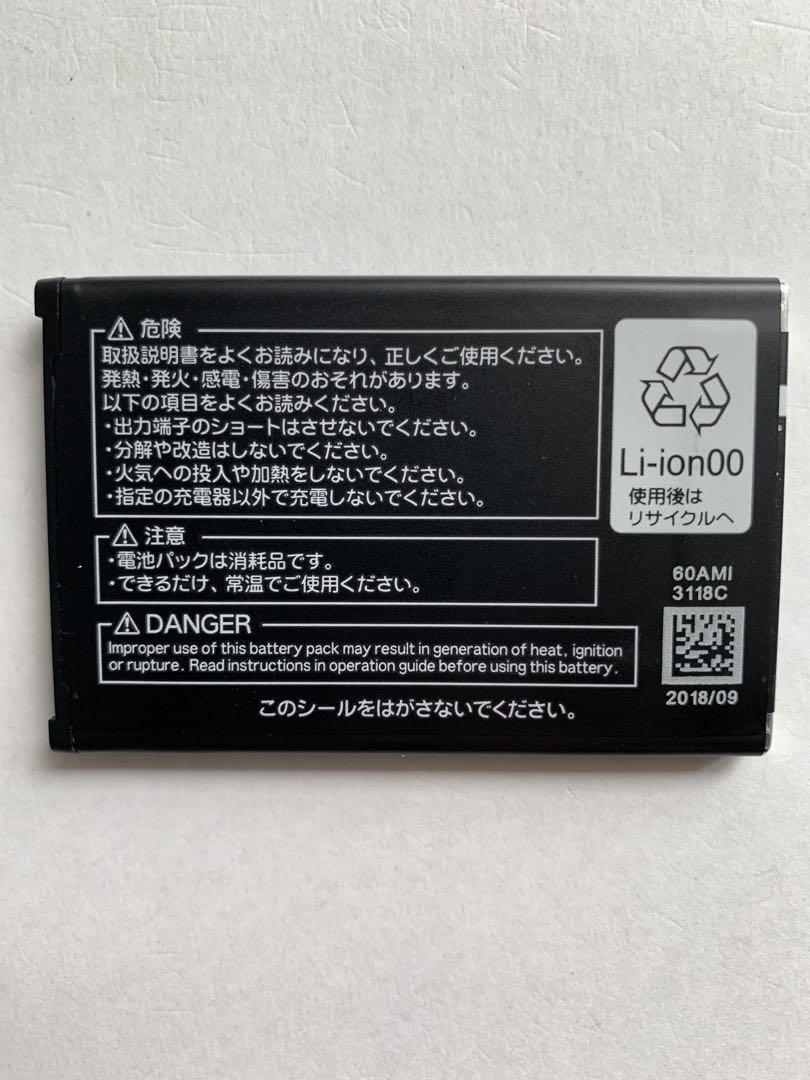 ⚠危険
取扱説明書をよくお読みになり、正しくご使用ください。
発熱・発火・感電・傷害のおそれがあります。
以下の項目をよくお読みください。
・出力端子のショートはさせないでください。
・分解や改造はしないでください。
・火気への投入や加熱をしないでください。
・指定の充電器以外で充電しないでください。
⚠注意
・電池パックは消耗品です。
・できるだけ、常温でご使用ください。
⚠DANGER
Improper use of this battery pack may result in generation of heat, ignition
or rupture. Read instructions in operation guide before using this battery.
このシールをはがさないでください。
Li-ion00
使用後は
リサイクルへ
60AMI
3118C
2018/09